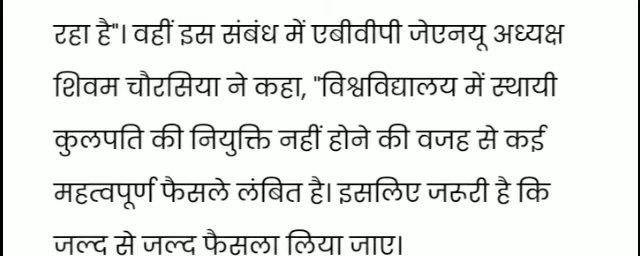 रहा है"। वहीं इस संबंध में एबीवीपी जेएनयू अध्यक्ष
शिवम चौरसिया ने कहा, "विश्वविद्यालय में स्थायी
कुलपति की नियुक्ति नहीं होने की वजह से कई
महत्वपूर्ण फैसले लंबित है। इसलिए जरूरी है कि
जल्द से जल्द फैसला लिया जाए।